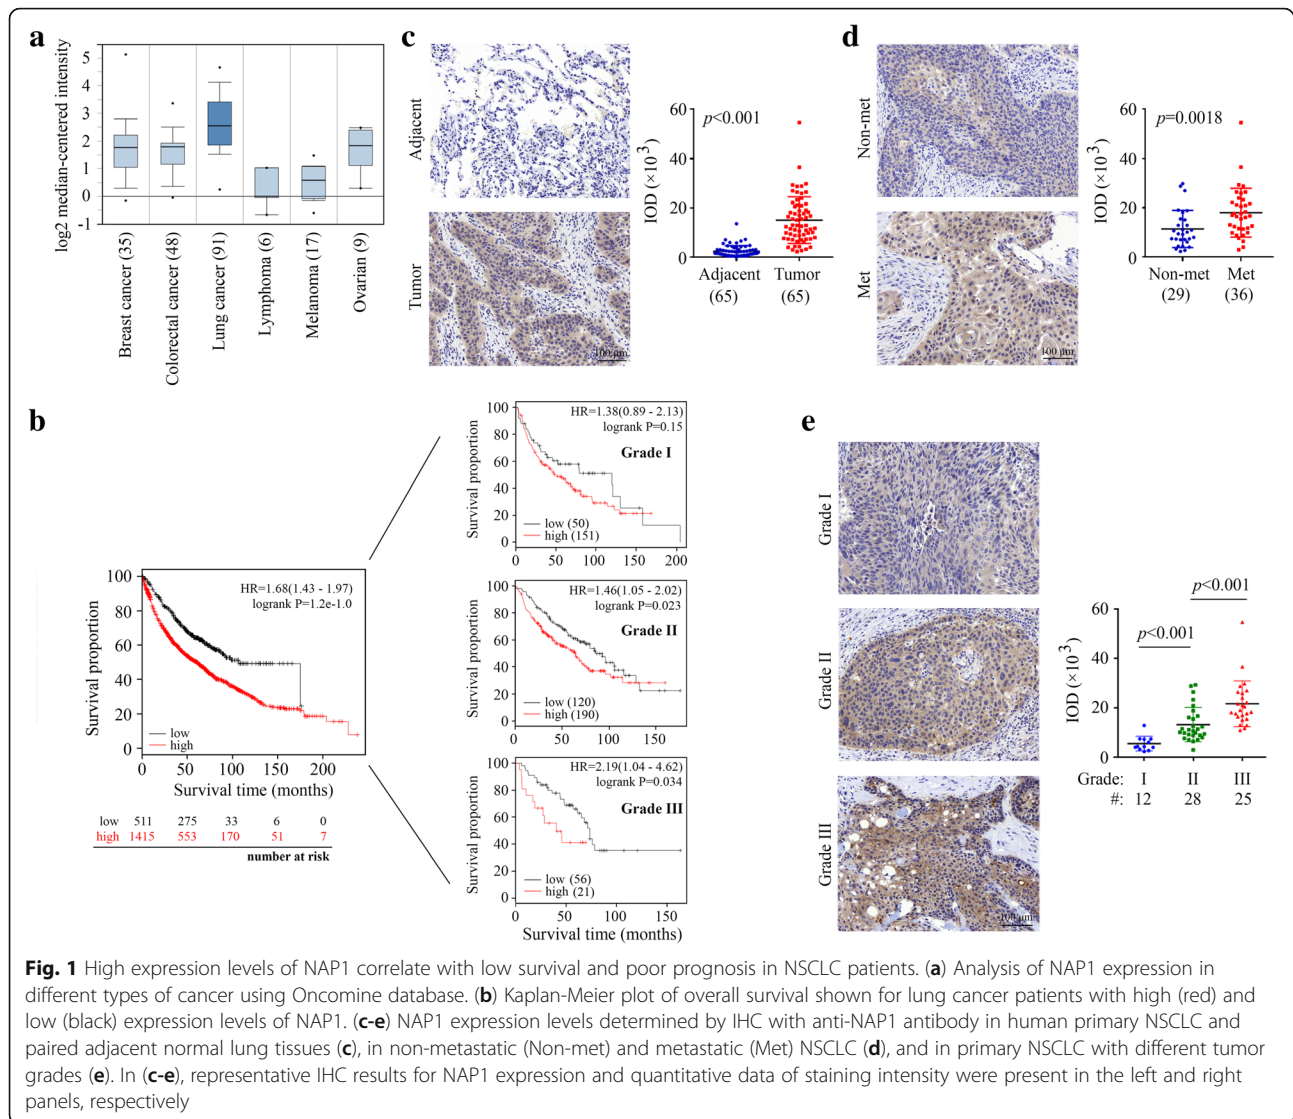 a
log2 median-centered intensity
5
4
3
2
1
0
-1
Breast cancer (35)
Colorectal cancer (48)
Lung cancer (91)
Lymphoma (6)
Melanoma (17)
Ovarian (9)
c
Adjacent
Tumor
100 μm
IOD (×10³)
60
40
20
0
p<0.001
Adjacent Tumor
(65) (65)
d
Non-met
Met
100 μm
IOD (×10³)
60
40
20
0
p=0.0018
Non-met Met
(29) (36)
b
Survival proportion
100
80
60
40
20
0
HR=1.68(1.43 - 1.97)
logrank P=1.2e-1.0
low
high
0 50 100 150 200
Survival time (months)
low 511 275 33 6 0
high 1415 553 170 51 7
number at risk
Survival proportion
100
80
60
40
20
0
HR=1.38(0.89 - 2.13)
logrank P=0.15
Grade I
low (50)
high (151)
0 50 100 150 200
Survival proportion
100
80
60
40
20
0
HR=1.46(1.05 - 2.02)
logrank P=0.023
Grade II
low (120)
high (190)
0 50 100 150
Survival proportion
100
80
60
40
20
0
HR=2.19(1.04 - 4.62)
logrank P=0.034
Grade III
low (56)
high (21)
0 50 100 150
Survival time (months)
e
Grade I
Grade II
Grade III
100 μm
IOD (×10³)
60
40
20
0
p<0.001
p<0.001
Grade: I II III
#: 12 28 25
Fig. 1 High expression levels of NAP1 correlate with low survival and poor prognosis in NSCLC patients. (a) Analysis of NAP1 expression in
different types of cancer using Oncomine database. (b) Kaplan-Meier plot of overall survival shown for lung cancer patients with high (red) and
low (black) expression levels of NAP1. (c-e) NAP1 expression levels determined by IHC with anti-NAP1 antibody in human primary NSCLC and
paired adjacent normal lung tissues (c), in non-metastatic (Non-met) and metastatic (Met) NSCLC (d), and in primary NSCLC with different tumor
grades (e). In (c-e), representative IHC results for NAP1 expression and quantitative data of staining intensity were present in the left and right
panels, respectively